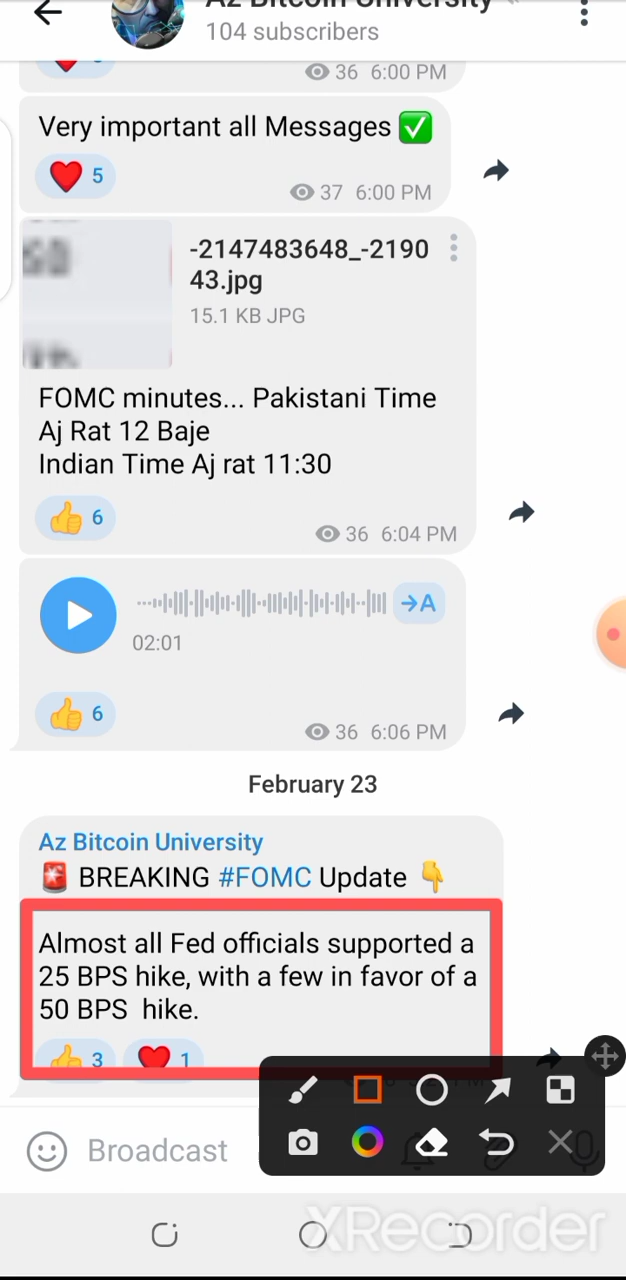 Az Bitcoin University
104 subscribers
36 6:00 PM
Very important all Messages ✅
❤️ 5
37 6:00 PM
-2147483648_-2190
43.jpg
15.1 KB JPG
FOMC minutes... Pakistani Time
Aj Rat 12 Baje
Indian Time Aj rat 11:30
👍 6
36 6:04 PM
→A
02:01
👍 6
36 6:06 PM
February 23
Az Bitcoin University
🚨 BREAKING #FOMC Update 👇
Almost all Fed officials supported a
25 BPS hike, with a few in favor of a
50 BPS hike.
👍 3 ❤️ 1
Broadcast
XRecorder